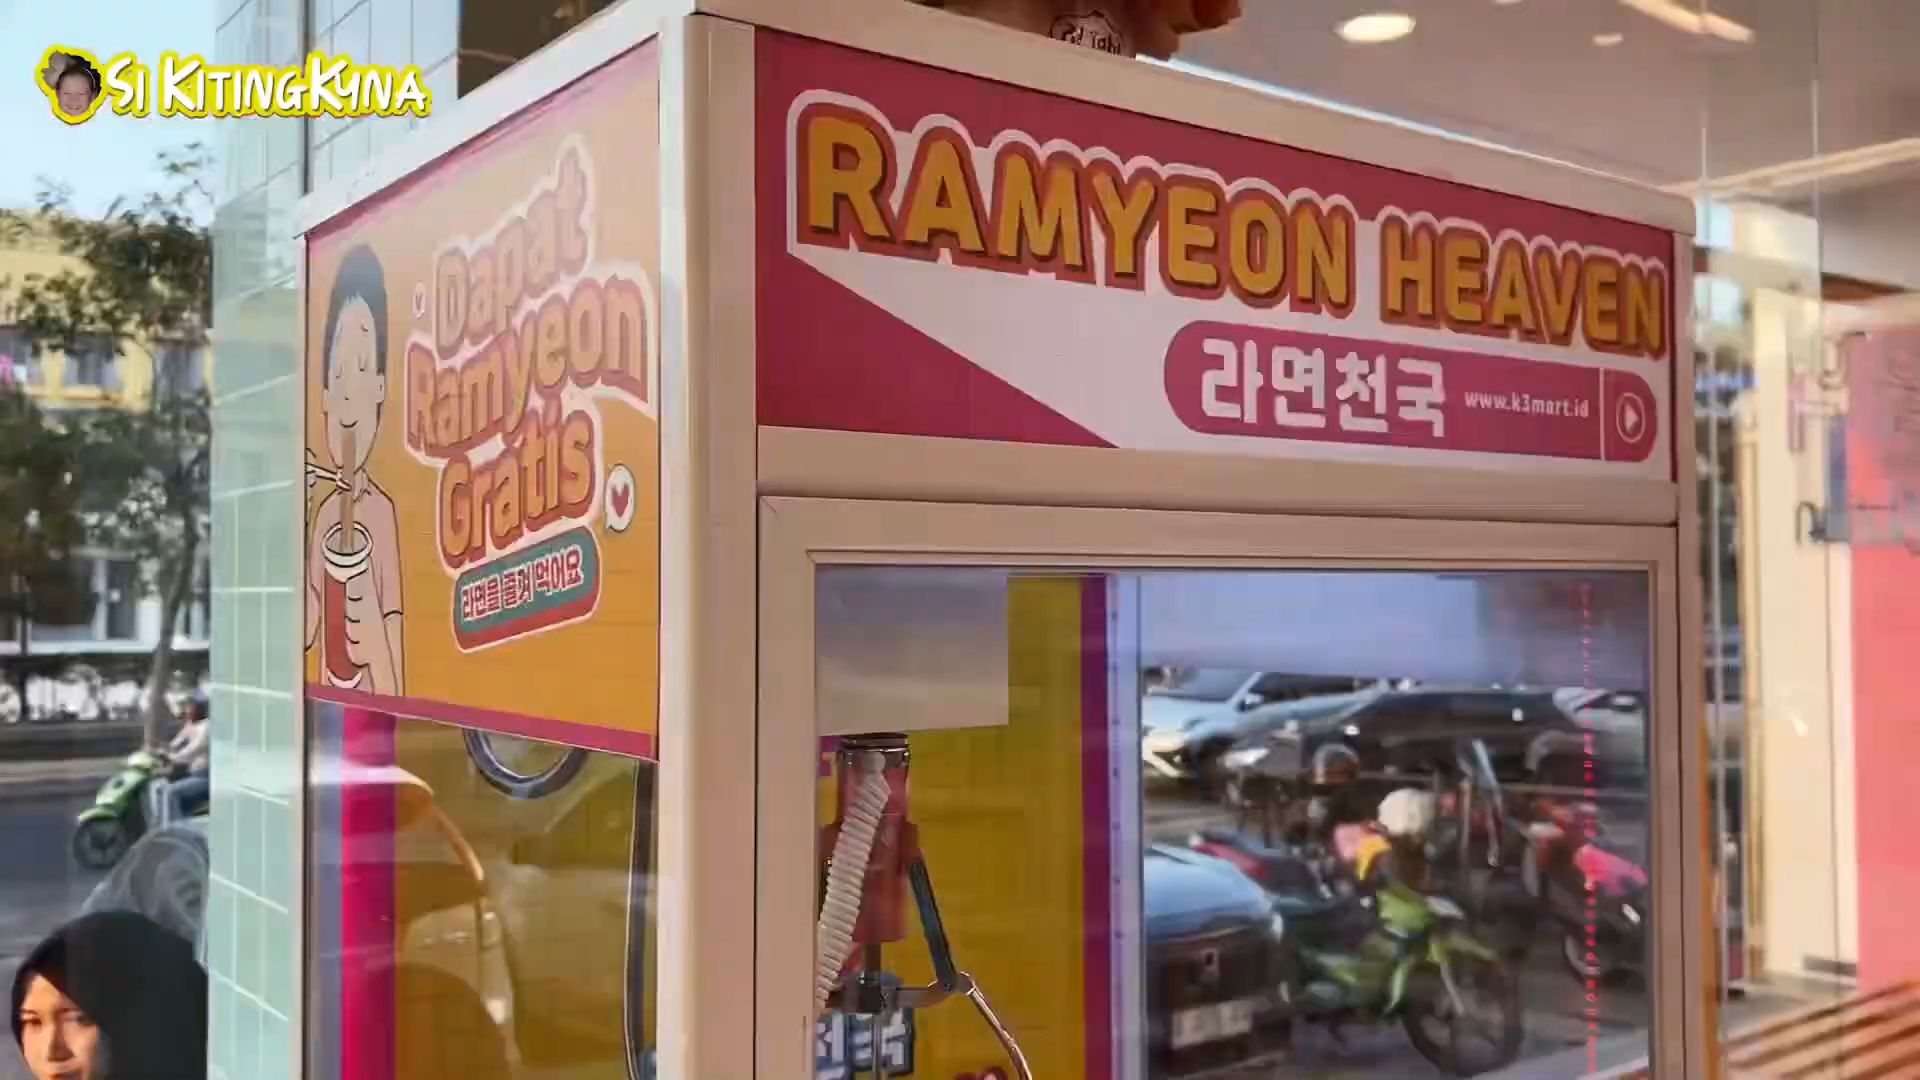 SI KITINGKYNA
Dapat
Ramyeon
Gratis
라면을 즐겨 먹어요
RAMYEON HEAVEN
라면천국
www.k3mart.id